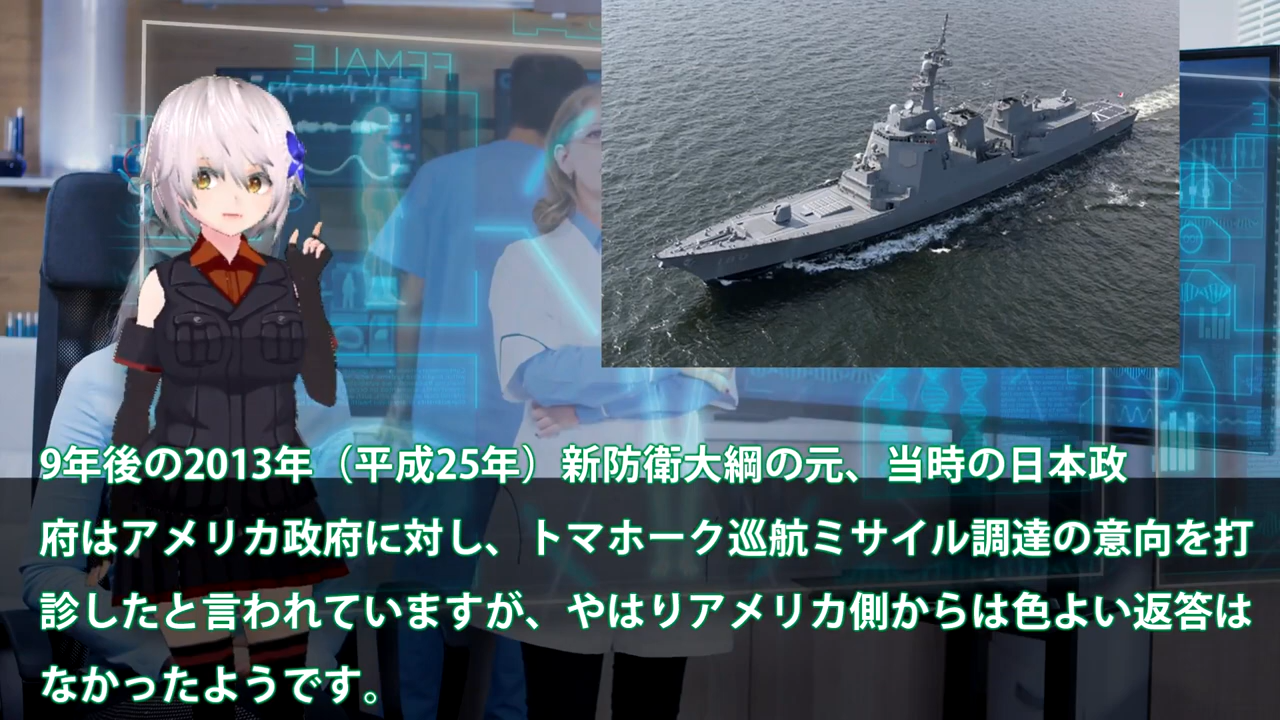 FEMALE
9年後の2013年（平成25年）新防衛大綱の元、当時の日本政
府はアメリカ政府に対し、トマホーク巡航ミサイル調達の意向を打
診したと言われていますが、やはりアメリカ側からは色よい返答は
なかったようです。